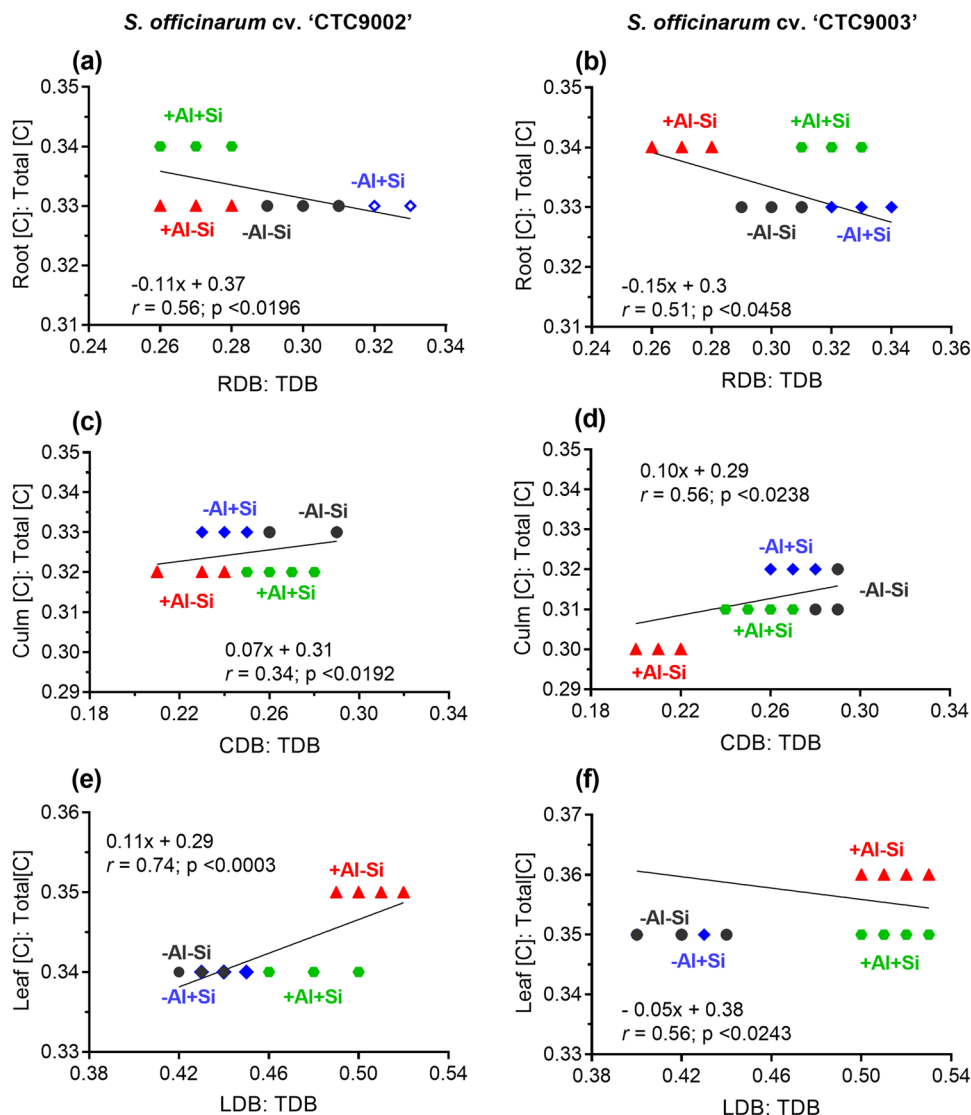 S. officinarum cv. ‘CTC9002’
S. officinarum cv. ‘CTC9003’
(a)
0.35
0.34
0.33
0.32
0.31
Root [C]: Total [C]
+Al+Si
-Al+Si
+Al-Si
-Al-Si
-0.11x + 0.37
r = 0.56; p <0.0196
0.24 0.26 0.28 0.30 0.32 0.34
RDB: TDB
(b)
0.35
0.34
0.33
0.32
0.31
Root [C]: Total [C]
+Al-Si
+Al+Si
-Al-Si
-Al+Si
-0.15x + 0.3
r = 0.51; p <0.0458
0.24 0.26 0.28 0.30 0.32 0.34 0.36
RDB: TDB
(c)
0.35
0.34
0.33
0.32
0.31
0.30
0.29
Culm [C]: Total [C]
-Al+Si
-Al-Si
+Al-Si
+Al+Si
0.07x + 0.31
r = 0.34; p <0.0192
0.18 0.22 0.26 0.30 0.34
CDB: TDB
(d)
0.35
0.34
0.33
0.32
0.31
0.30
0.29
Culm [C]: Total [C]
0.10x + 0.29
r = 0.56; p <0.0238
-Al+Si
-Al-Si
+Al+Si
+Al-Si
0.18 0.22 0.26 0.30 0.34
CDB: TDB
(e)
0.36
0.35
0.34
0.33
Leaf [C]: Total[C]
0.11x + 0.29
r = 0.74; p <0.0003
+Al-Si
-Al-Si
-Al+Si
+Al+Si
0.38 0.42 0.46 0.50 0.54
LDB: TDB
(f)
0.37
0.36
0.35
0.34
0.33
Leaf [C]: Total[C]
+Al-Si
-Al-Si
-Al+Si
+Al+Si
- 0.05x + 0.38
r = 0.56; p <0.0243
0.38 0.42 0.46 0.50 0.54
LDB: TDB